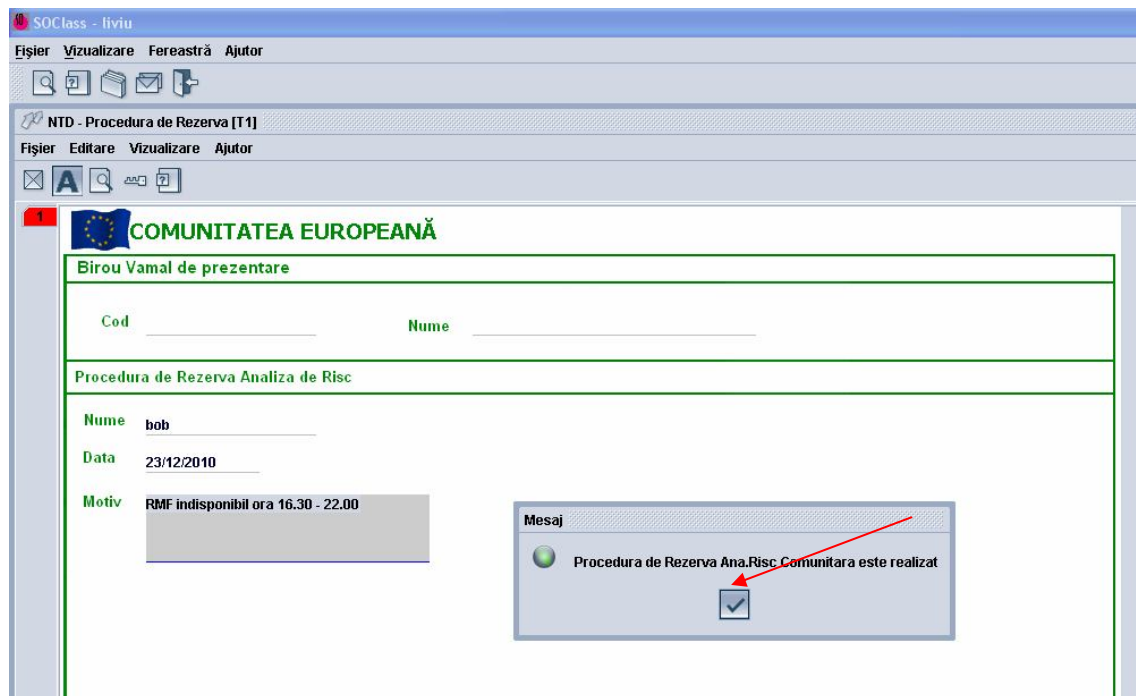 SOClass - liviu
Fişier Vizualizare Fereastră Ajutor
NTD - Procedura de Rezerva [T1]
Fişier Editare Vizualizare Ajutor
A
1
COMUNITATEA EUROPEANĂ
Birou Vamal de prezentare
Cod
Nume
Procedura de Rezerva Analiza de Risc
Nume bob
Data 23/12/2010
Motiv RMF indisponibil ora 16.30 - 22.00
Mesaj
Procedura de Rezerva Ana.Risc Comunitara este realizat